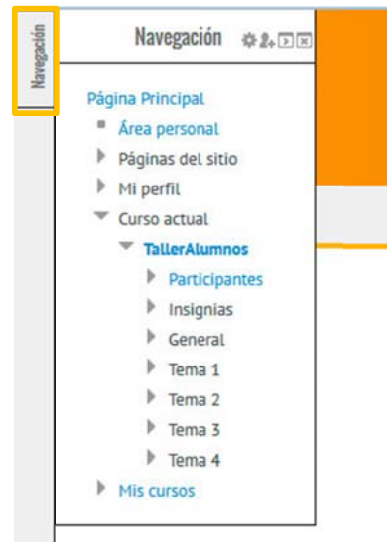 Navegación
Navegación
Página Principal
Área personal
Páginas del sitio
Mi perfil
Curso actual
TallerAlumnos
Participantes
Insignias
General
Tema 1
Tema 2
Tema 3
Tema 4
Mis cursos